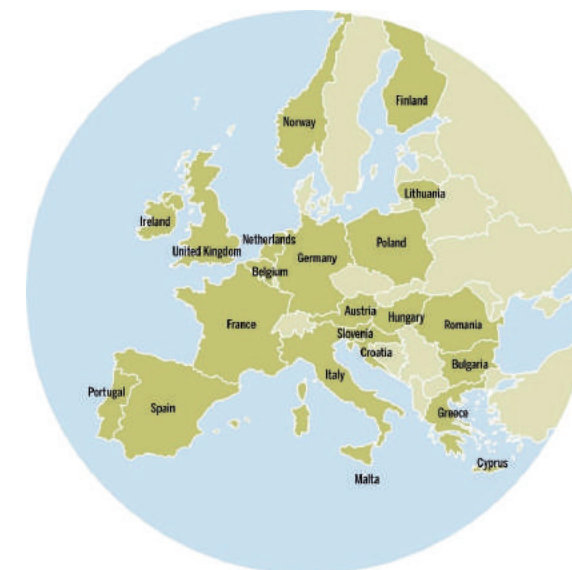 Finland
Norway
Lithuania
Ireland
Netherlands
Poland
United Kingdom
Germany
Belgium
Austria
Hungary
France
Romania
Slovenia
Croatia
Bulgaria
Italy
Portugal
Spain
Greece
Cyprus
Malta